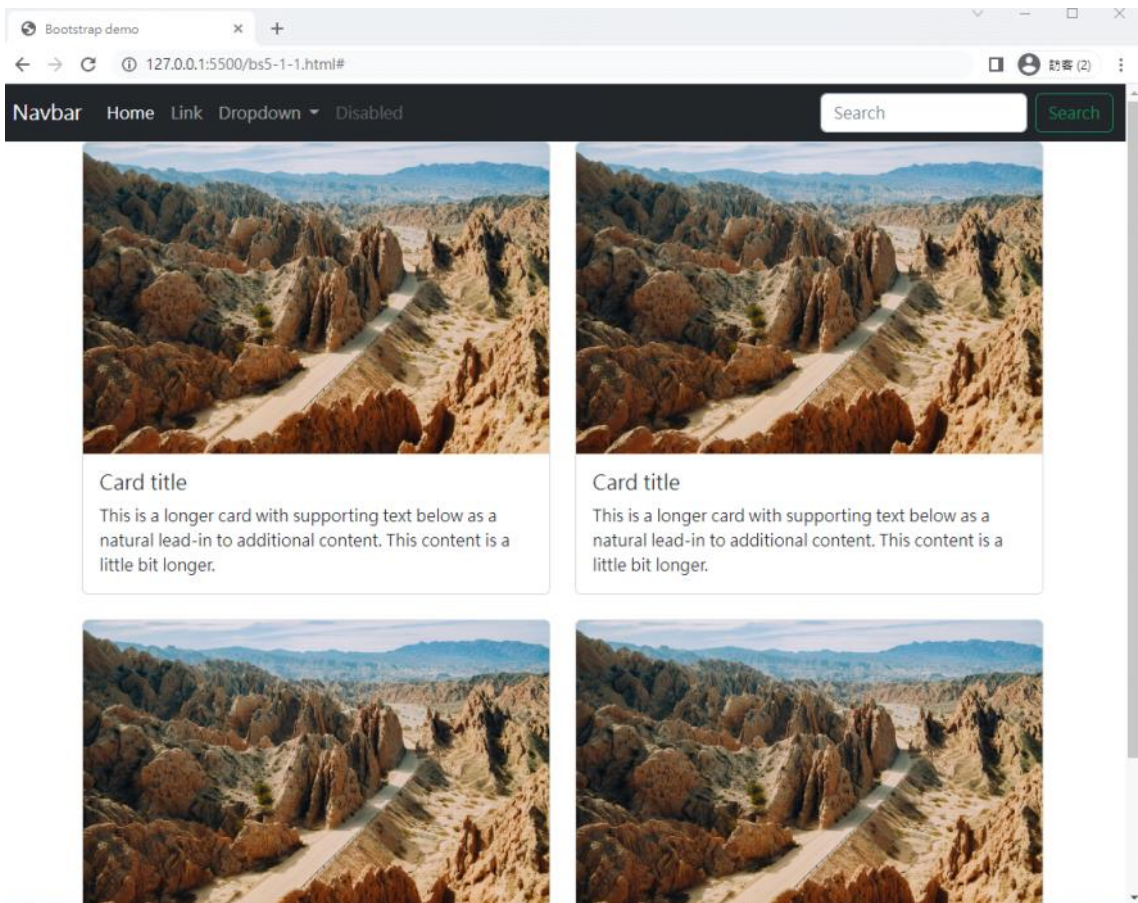 Bootstrap demo
127.0.0.1:5500/bs5-1-1.html#
訪客 (2)
Navbar Home Link Dropdown Disabled Search Search
Card title
This is a longer card with supporting text below as a
natural lead-in to additional content. This content is a
little bit longer.
Card title
This is a longer card with supporting text below as a
natural lead-in to additional content. This content is a
little bit longer.